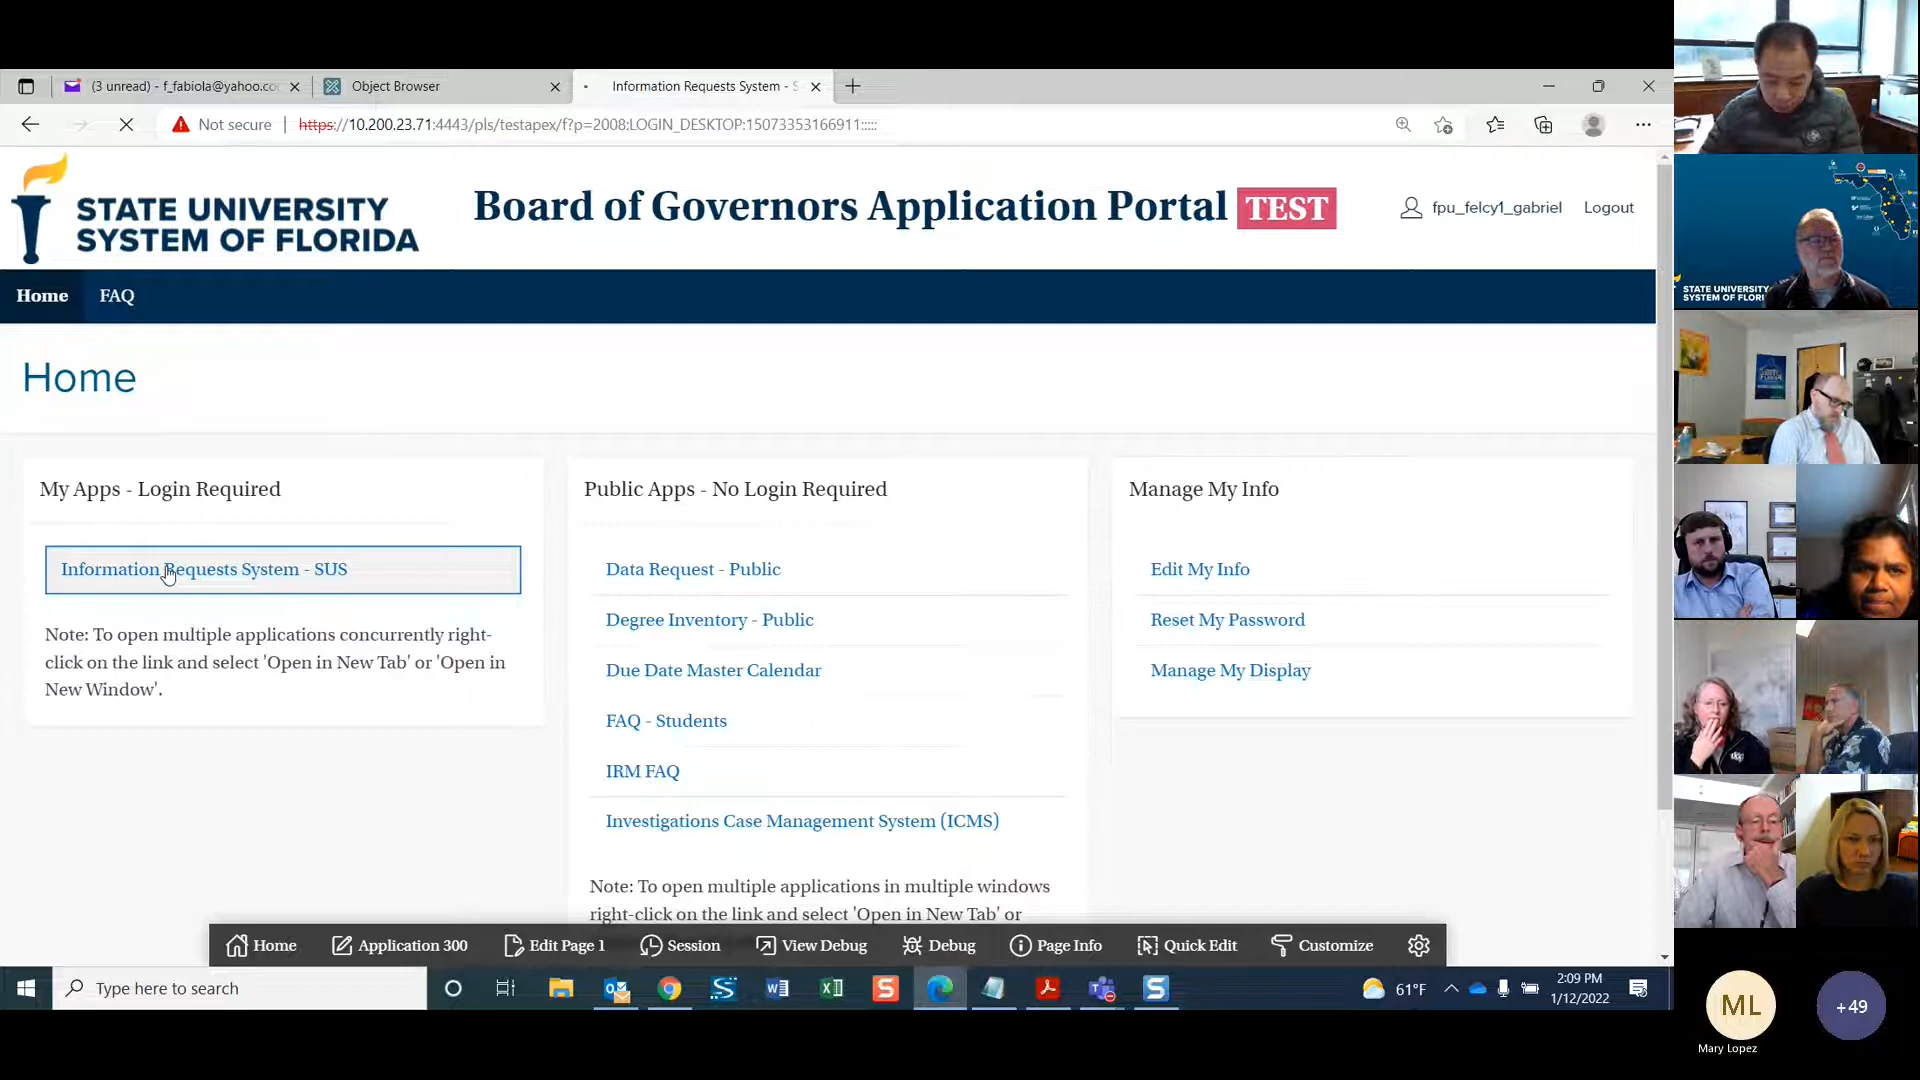 (3 unread) - f_fabiola@yahoo.co
Object Browser
Information Requests System - S
Not secure
https://10.200.23.71:4443/pls/testapex/f?p=2008:LOGIN_DESKTOP:15073353166911:::::
STATE UNIVERSITY
SYSTEM OF FLORIDA
Board of Governors Application Portal TEST
fpu_felcy1_gabriel
Logout
Home
FAQ
Home
My Apps - Login Required
Information Requests System - SUS
Note: To open multiple applications concurrently right-
click on the link and select 'Open in New Tab' or 'Open in
New Window'.
Public Apps - No Login Required
Data Request - Public
Degree Inventory - Public
Due Date Master Calendar
FAQ - Students
IRM FAQ
Investigations Case Management System (ICMS)
Note: To open multiple applications in multiple windows
right-click on the link and select 'Open in New Tab' or
Manage My Info
Edit My Info
Reset My Password
Manage My Display
Home
Application 300
Edit Page 1
Session
View Debug
Debug
Page Info
Quick Edit
Customize
Type here to search
61°F
2:09 PM
1/12/2022
STATE UNIVERSITY
SYSTEM OF FLORI
ML
Mary Lopez
+49